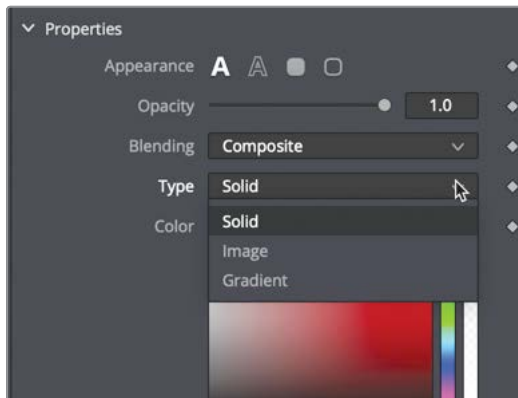 Properties
Appearance A A
Opacity 1.0
Blending Composite
Type Solid
Color Solid
Image
Gradient